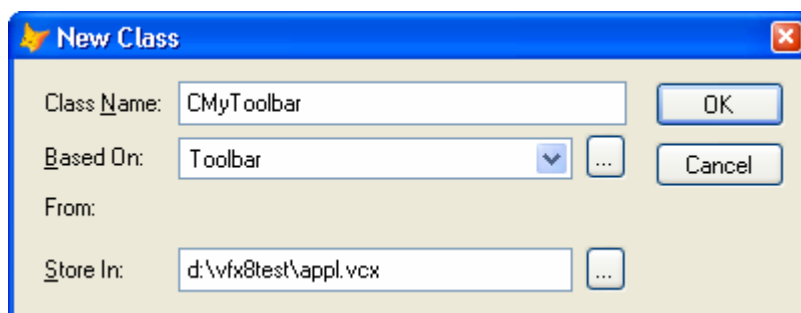 New Class
Class Name: CMyToolbar OK
Based On: Toolbar ... Cancel
From:
Store In: d:\vfx8test\appl.vcx ...